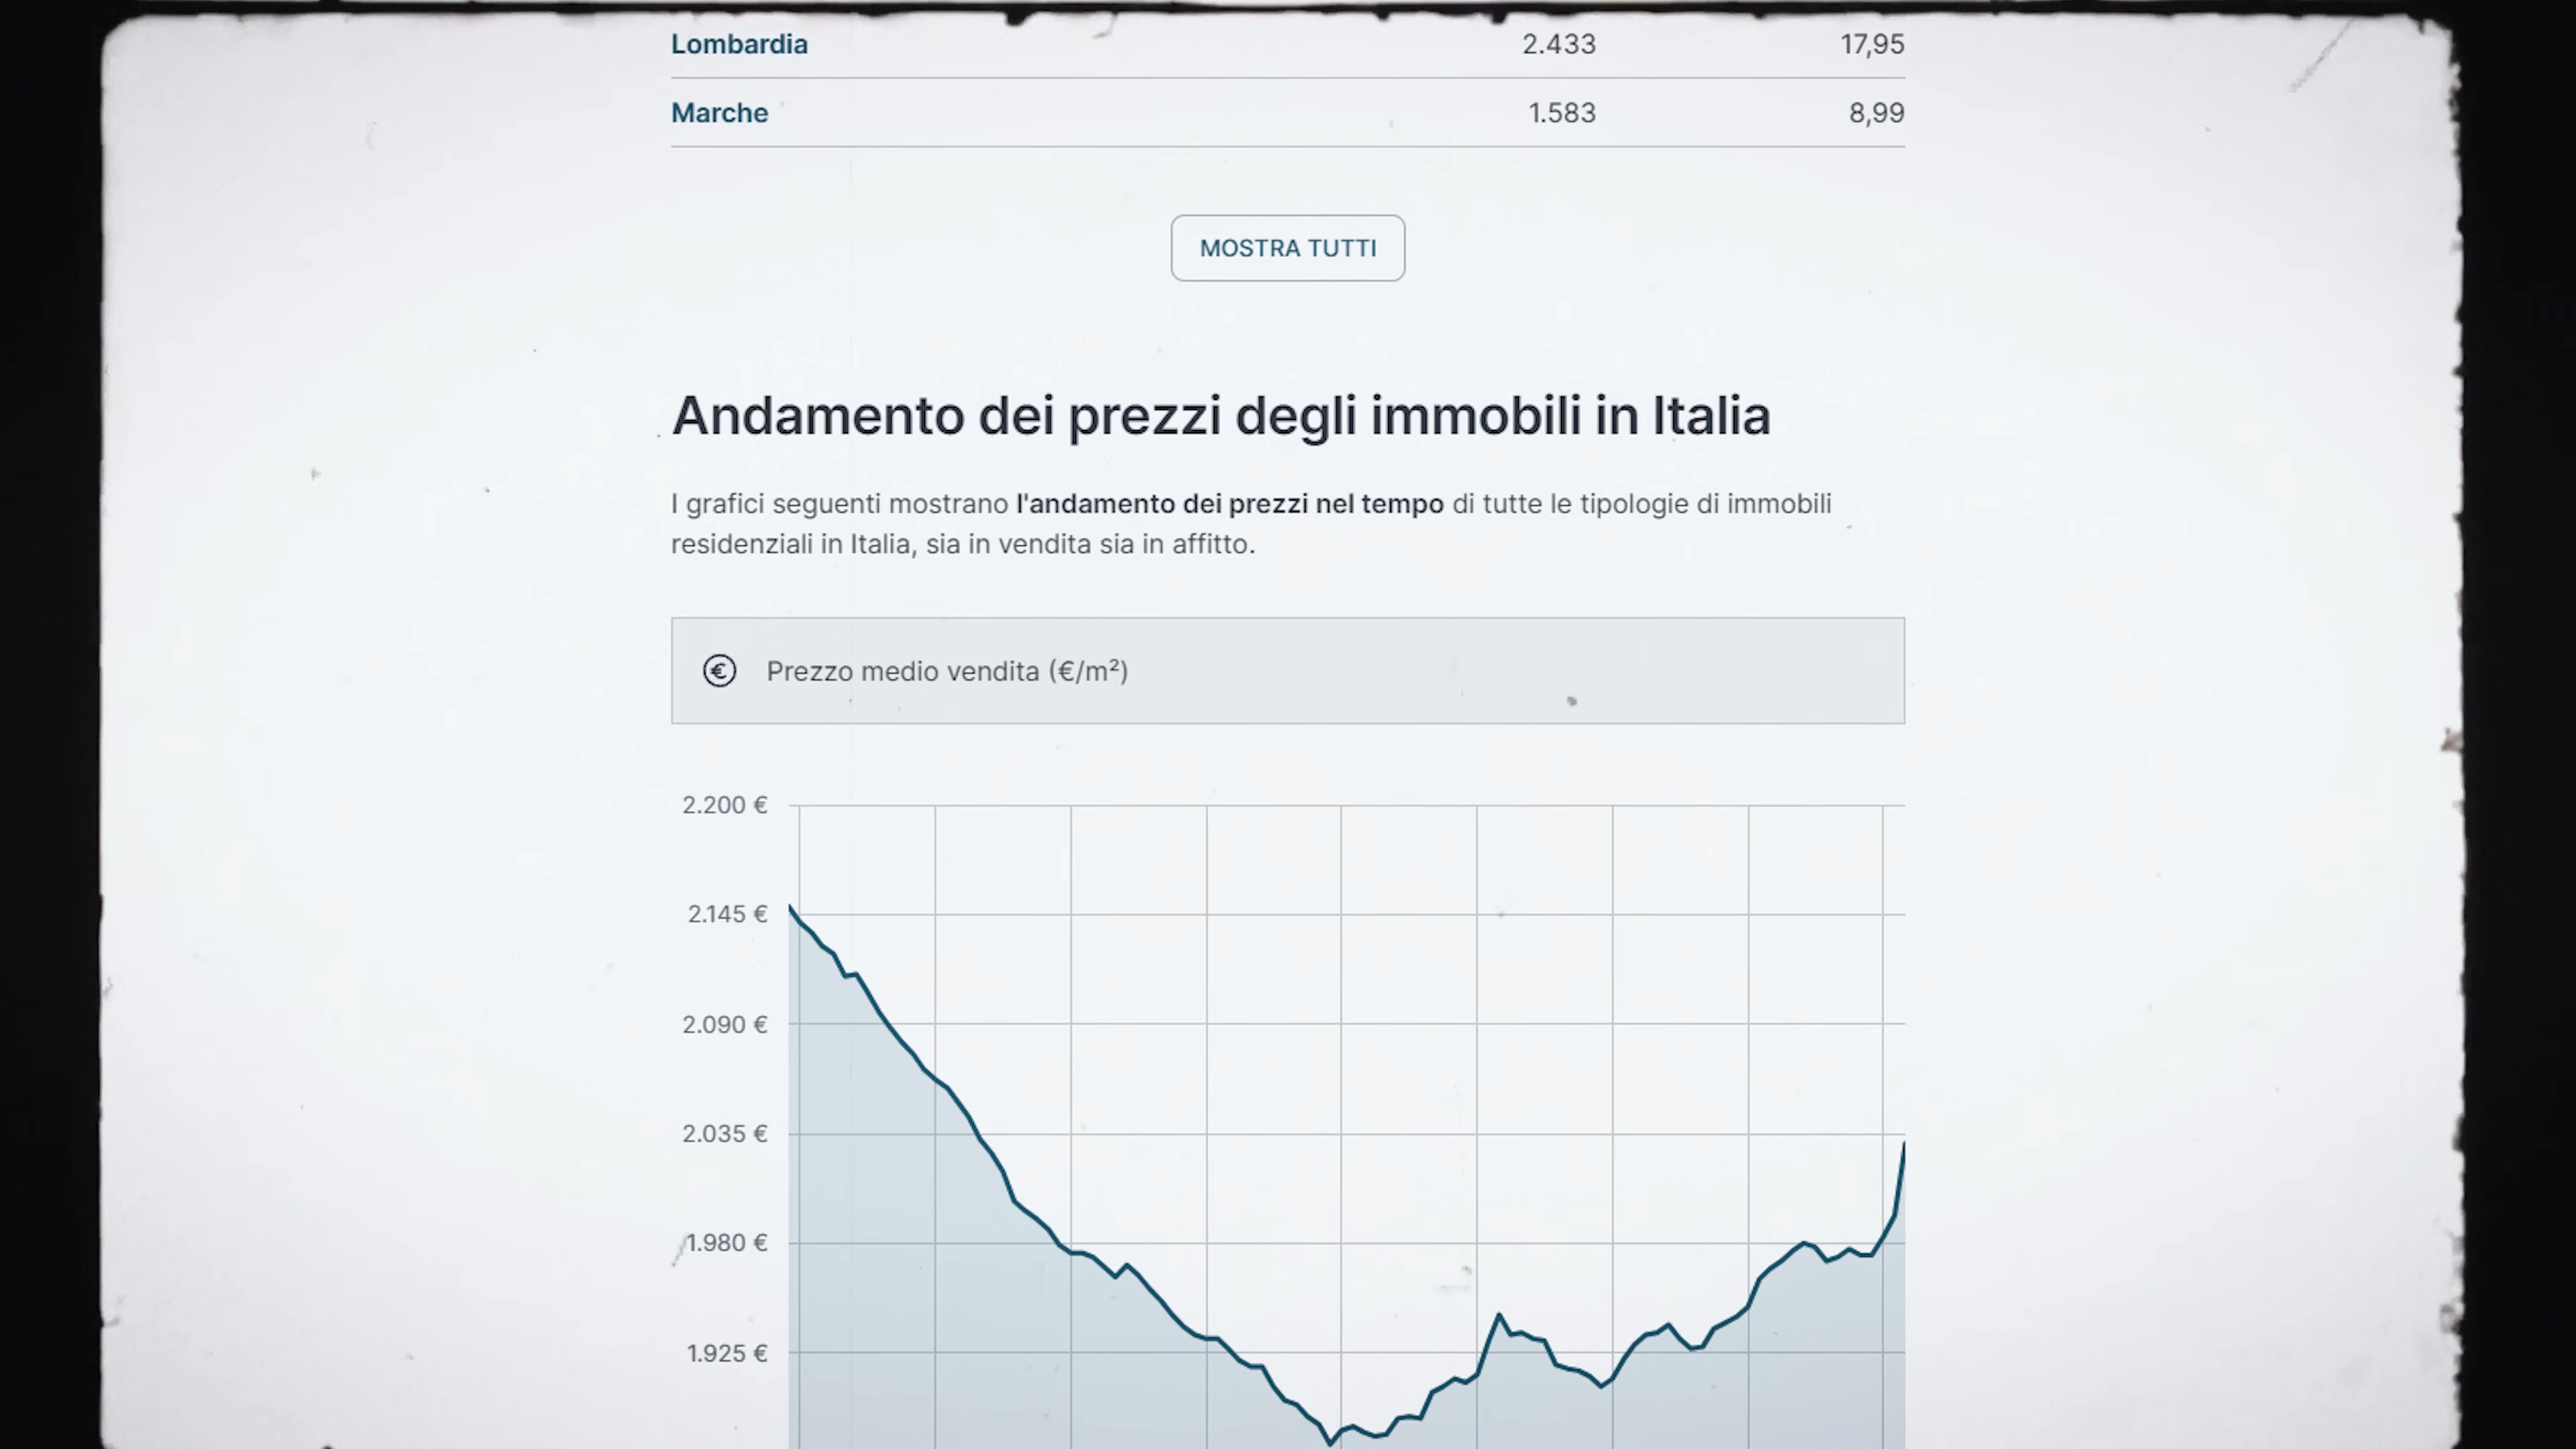 Lombardia 2.433 17,95
Marche 1.583 8,99
MOSTRA TUTTI
Andamento dei prezzi degli immobili in Italia
I grafici seguenti mostrano l'andamento dei prezzi nel tempo di tutte le tipologie di immobili
residenziali in Italia, sia in vendita sia in affitto.
€ Prezzo medio vendita (€/m²)
2.200 €
2.145 €
2.090 €
2.035 €
1.980 €
1.925 €